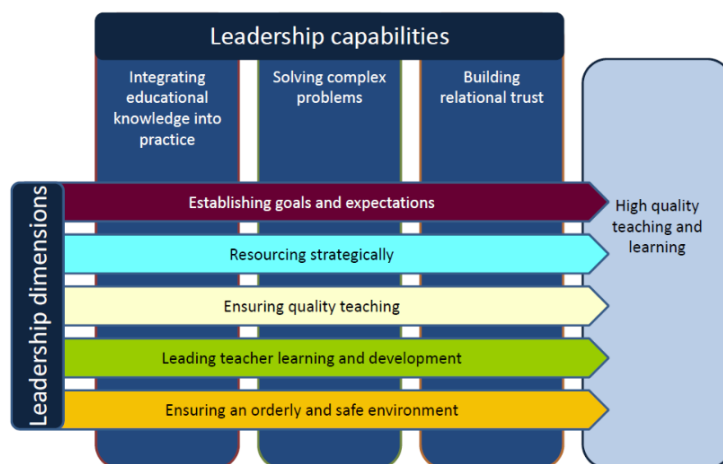 Leadership capabilities
Integrating
educational
knowledge into
practice
Solving complex
problems
Building
relational trust
Leadership dimensions
Establishing goals and expectations
Resourcing strategically
Ensuring quality teaching
Leading teacher learning and development
Ensuring an orderly and safe environment
High quality
teaching and
learning